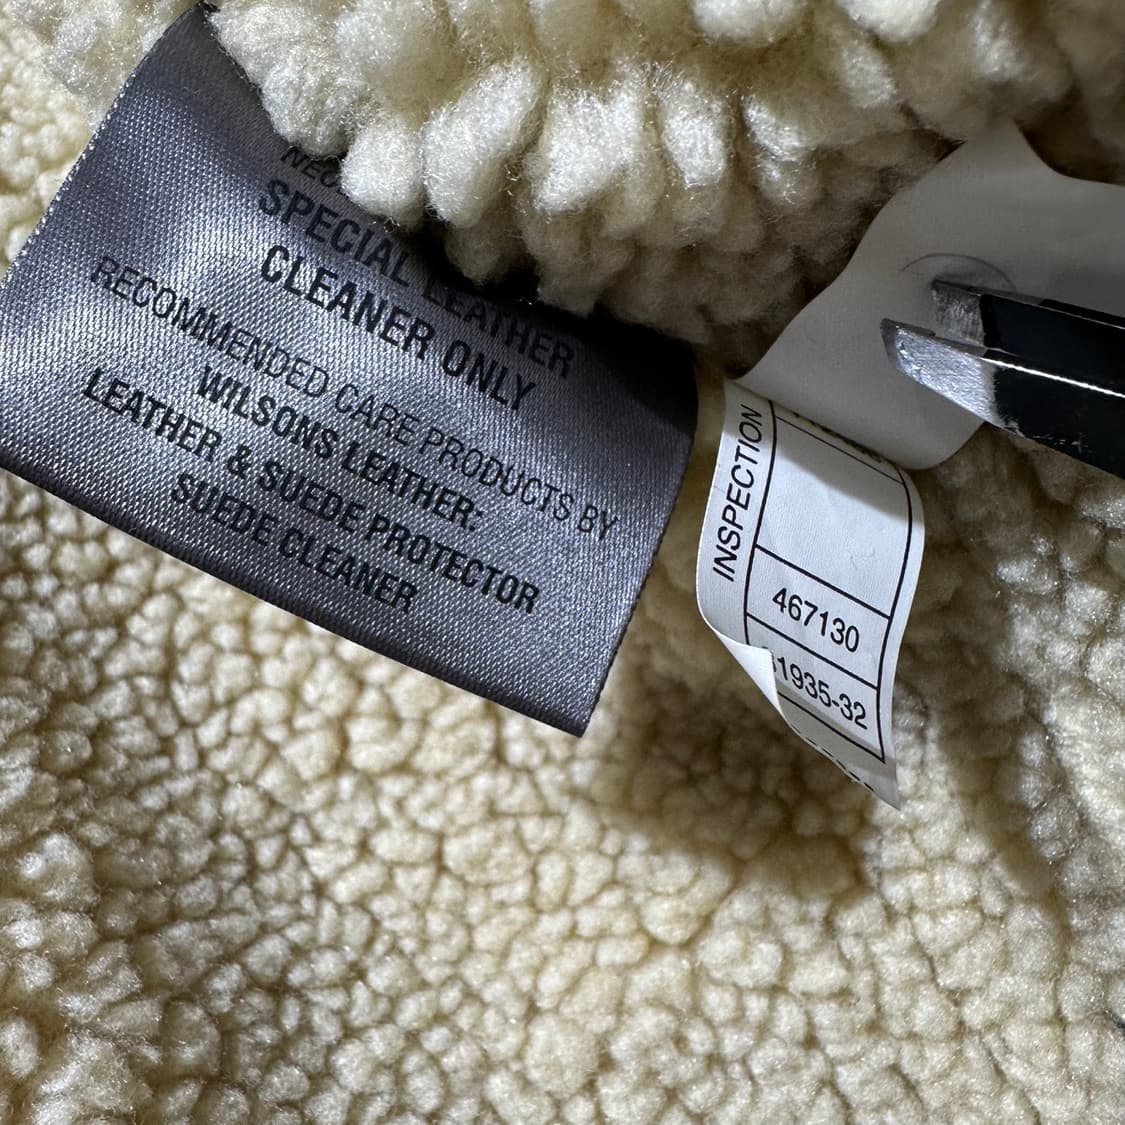 SPECIAL LEATHER
CLEANER ONLY
RECOMMENDED CARE PRODUCTS BY
WILSONS LEATHER:
LEATHER & SUEDE PROTECTOR
SUEDE CLEANER
INSPECTION
467130
1935-32